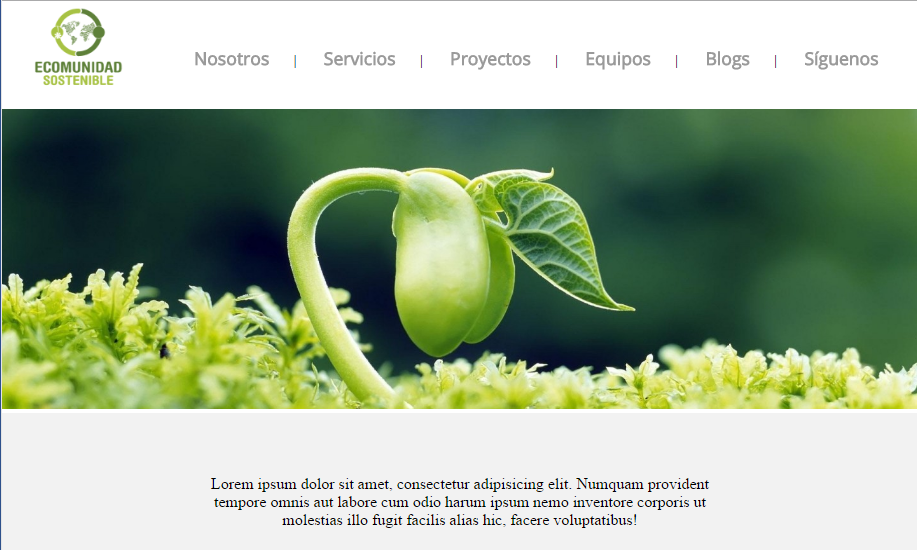 ECOMUNIDAD
SOSTENIBLE
Nosotros | Servicios | Proyectos | Equipos | Blogs | Síguenos
Lorem ipsum dolor sit amet, consectetur adipisicing elit. Numquam provident
tempore omnis aut labore cum odio harum ipsum nemo inventore corporis ut
molestias illo fugit facilis alias hic, facere voluptatibus!